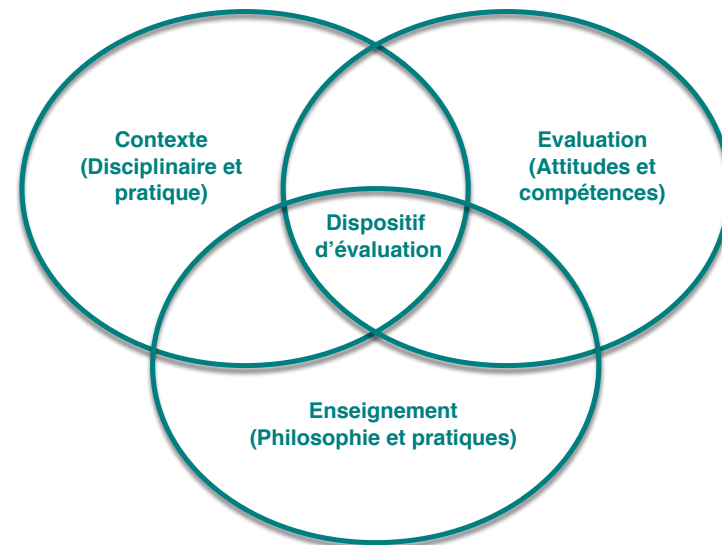 Contexte
(Disciplinaire et
pratique)
Evaluation
(Attitudes et
compétences)
Dispositif
d’évaluation
Enseignement
(Philosophie et pratiques)